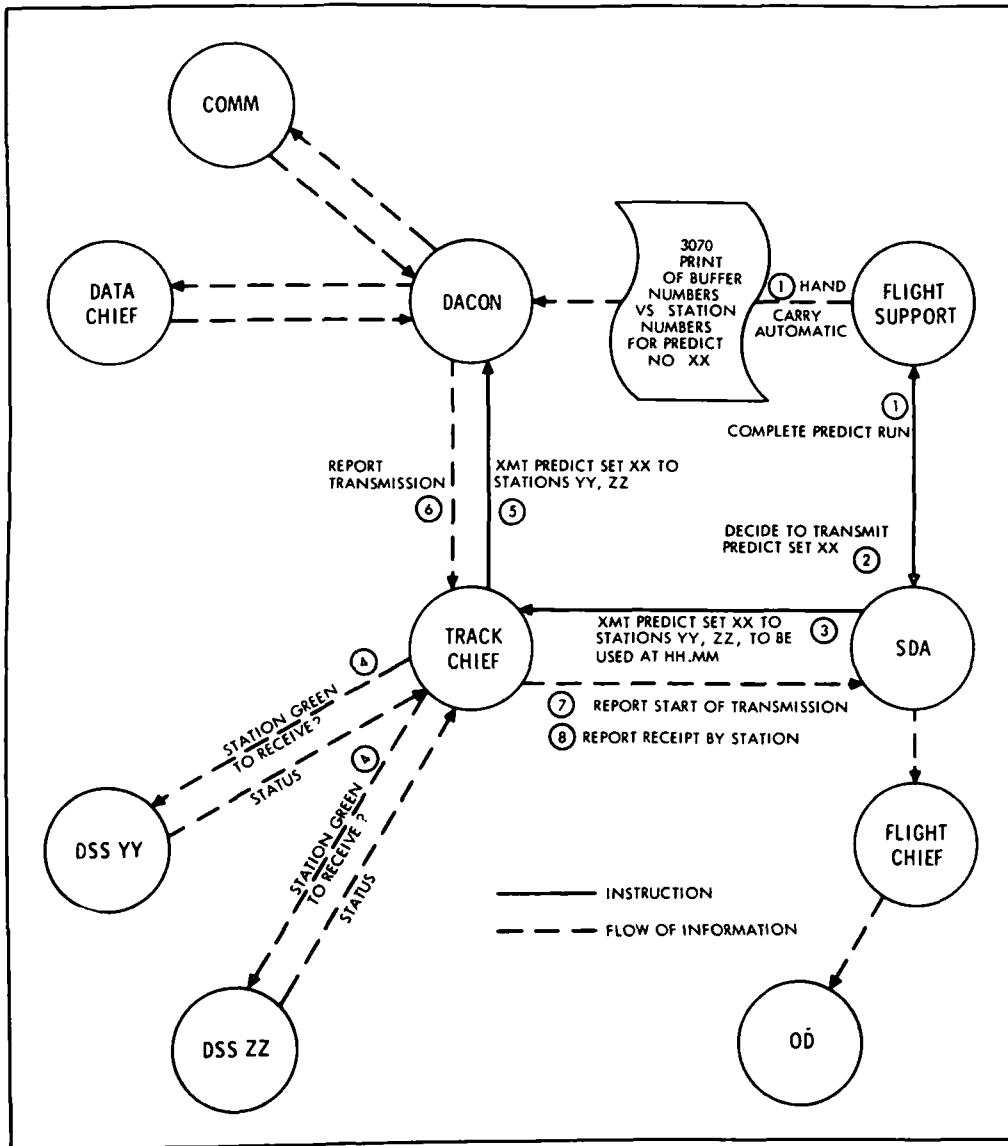 COMM
DATA
CHIEF
DACON
3070
PRINT
OF BUFFER
NUMBERS
VS STATION
NUMBERS
FOR PREDICT
NO XX
1 HAND
CARRY
AUTOMATIC
FLIGHT
SUPPORT
1
COMPLETE PREDICT RUN
REPORT
TRANSMISSION
6
XMT PREDICT SET XX TO
STATIONS YY, ZZ
5
DECIDE TO TRANSMIT
PREDICT SET XX
2
TRACK
CHIEF
XMT PREDICT SET XX TO
STATIONS YY, ZZ, TO BE
USED AT HH.MM
3
SDA
7 REPORT START OF TRANSMISSION
8 REPORT RECEIPT BY STATION
4
STATION GREEN
TO RECEIVE?
STATUS
4
STATION GREEN
TO RECEIVE?
STATUS
DSS YY
DSS ZZ
FLIGHT
CHIEF
INSTRUCTION
FLOW OF INFORMATION
OD